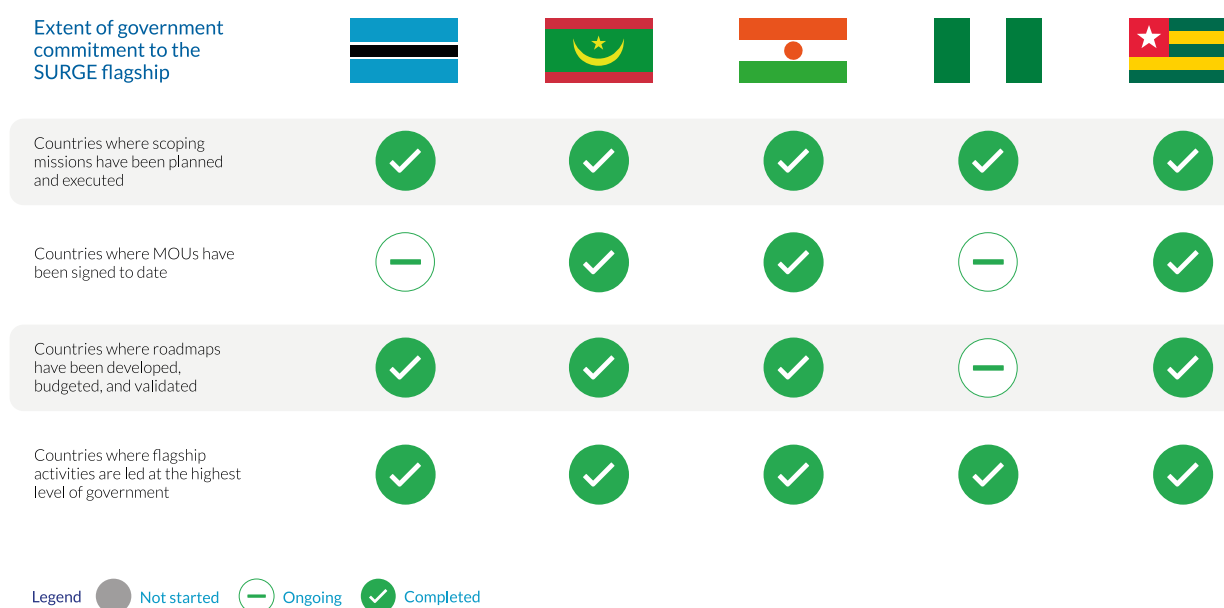 Extent of government
commitment to the
SURGE flagship
Countries where scoping
missions have been planned
and executed
Countries where MOUs have
been signed to date
Countries where roadmaps
have been developed,
budgeted, and validated
Countries where flagship
activities are led at the highest
level of government
Legend Not started Ongoing Completed